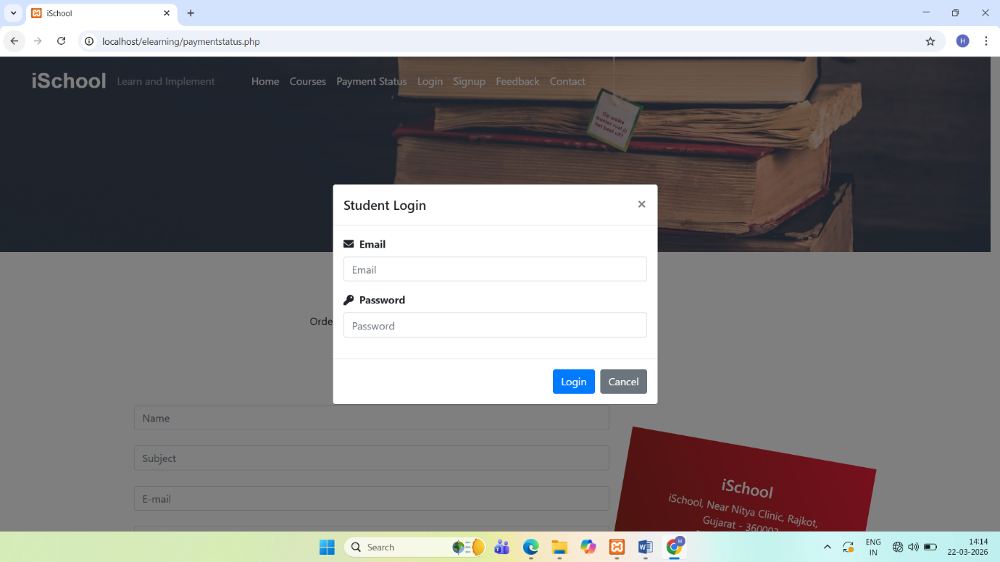 iSchool
localhost/elearning/paymentstatus.php
iSchool Learn and Implement Home Courses Payment Status Login Signup Feedback Contact
Op welke
manier rust jij
het best uit?
Student Login
Email
Email
Password
Orde
Password
Login Cancel
Name
Subject
E-mail
iSchool
iSchool, Near Nitya Clinic, Rajkot,
Gujarat - 360002
Search
ENG
IN
14:14
22-03-2026
H
H